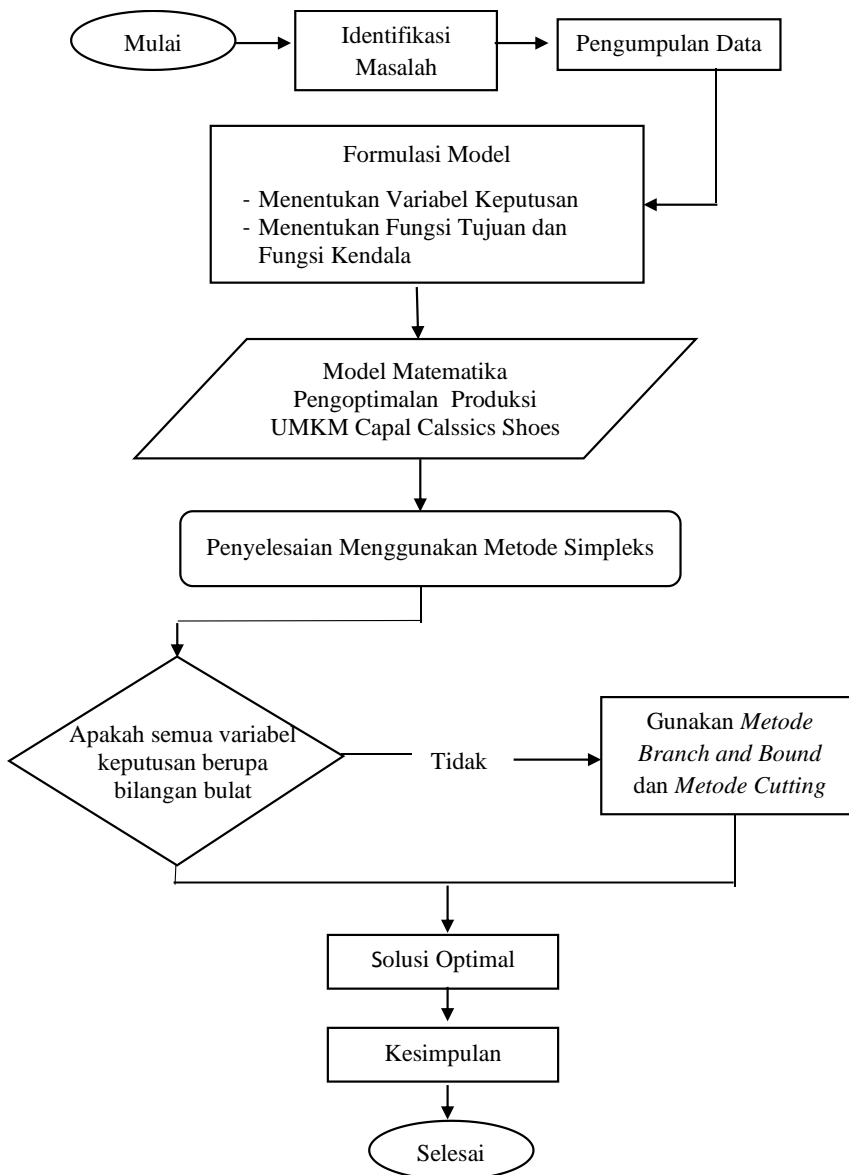 Mulai
Identifikasi
Masalah
Pengumpulan Data
Formulasi Model
- Menentukan Variabel Keputusan
- Menentukan Fungsi Tujuan dan
Fungsi Kendala
Model Matematika
Pengoptimalan Produksi
UMKM Capal Calssics Shoes
Penyelesaian Menggunakan Metode Simpleks
Apakah semua variabel
keputusan berupa
bilangan bulat
Tidak
Gunakan Metode
Branch and Bound
dan Metode Cutting
Solusi Optimal
Kesimpulan
Selesai